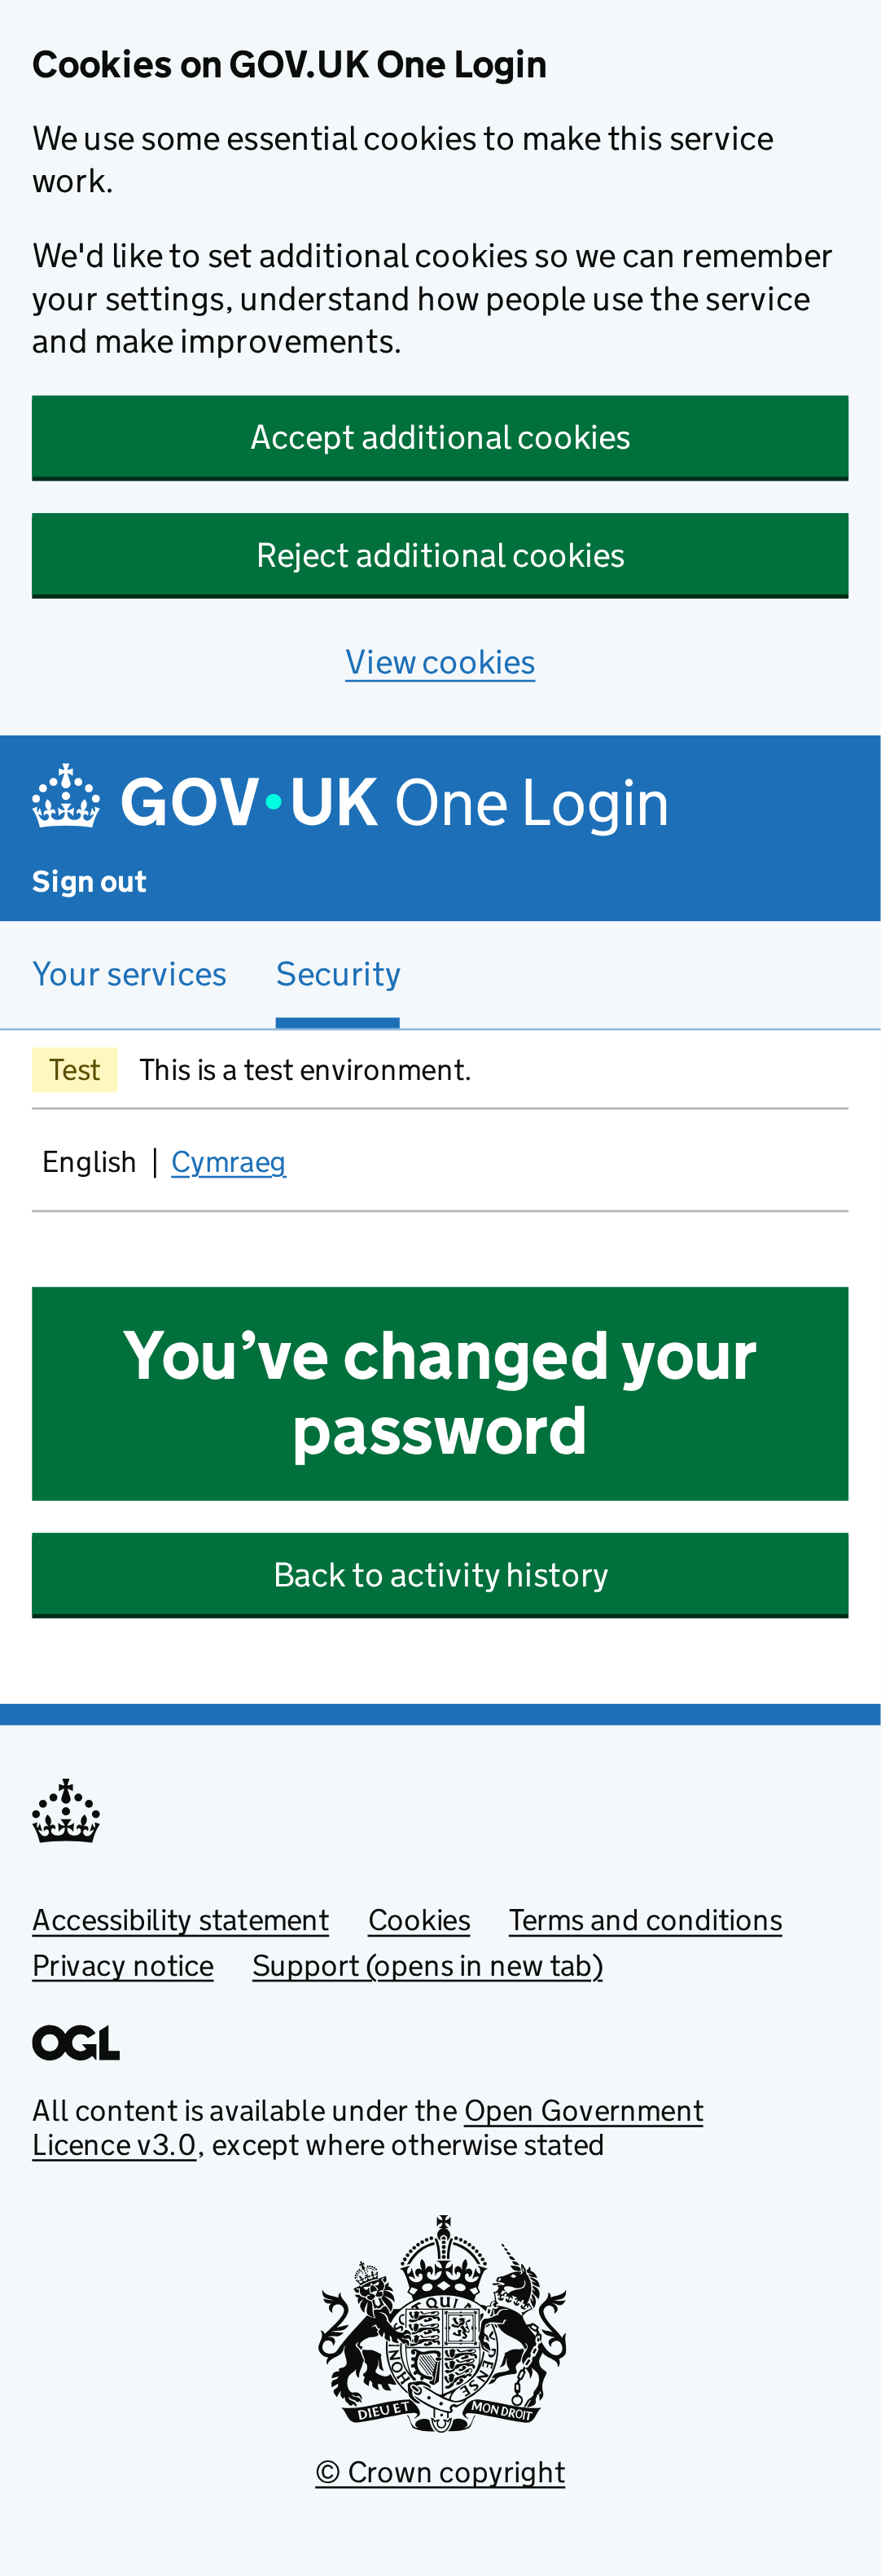 Cookies on GOV.UK One Login
We use some essential cookies to make this service
work.
We'd like to set additional cookies so we can remember
your settings, understand how people use the service
and make improvements.
Accept additional cookies
Reject additional cookies
View cookies
GOV·UK One Login
Sign out
Your services Security
Test This is a test environment.
English | Cymraeg
You’ve changed your
password
Back to activity history
Accessibility statement Cookies Terms and conditions
Privacy notice Support (opens in new tab)
OGL
All content is available under the Open Government
Licence v3.0, except where otherwise stated
DIEU ET MON DROIT
© Crown copyright